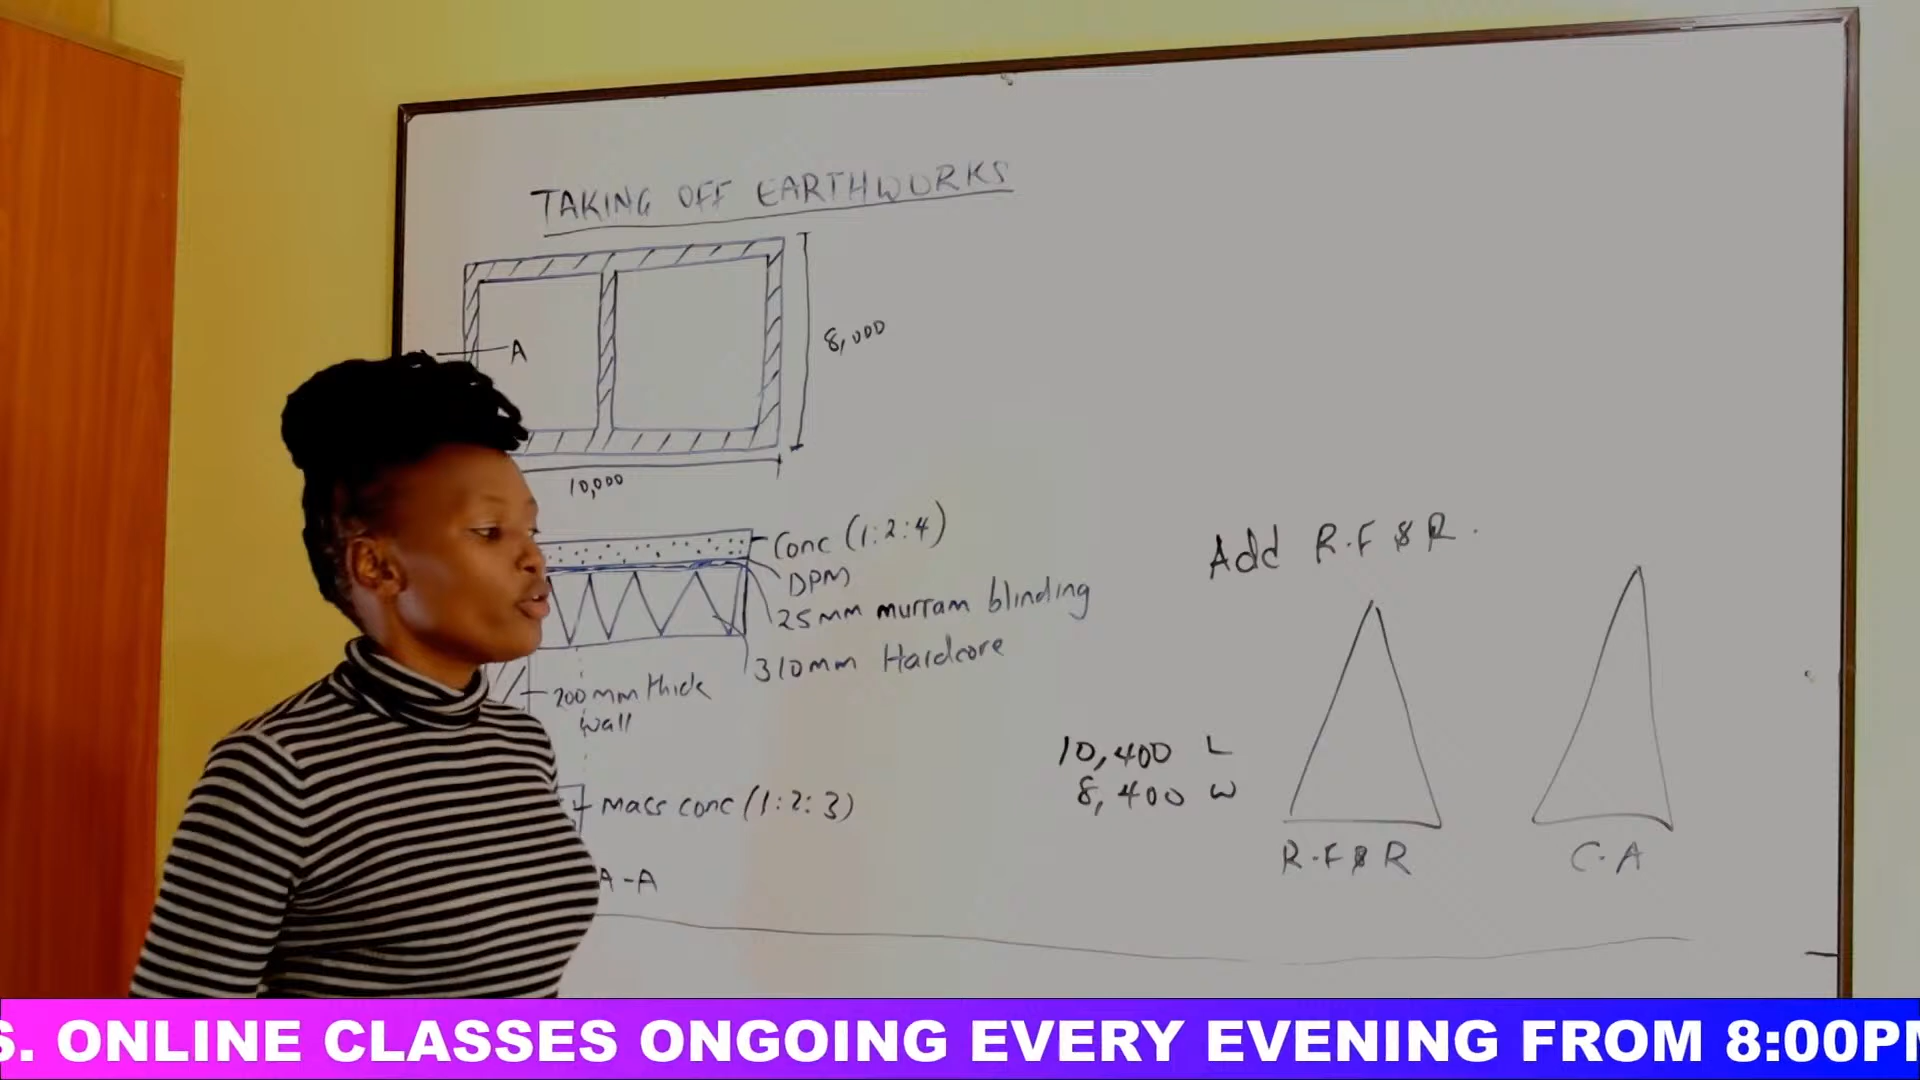 TAKING OFF EARTHWORKS
A
8,000
10,000
Conc (1:2:4)
DPM
25mm murram blinding
310mm Hardcore
200mm thick
wall
Mass conc (1:2:3)
A-A
Add R.F & R.
10,400 L
8,400 W
R.F & R
C.A
S. ONLINE CLASSES ONGOING EVERY EVENING FROM 8:00PM